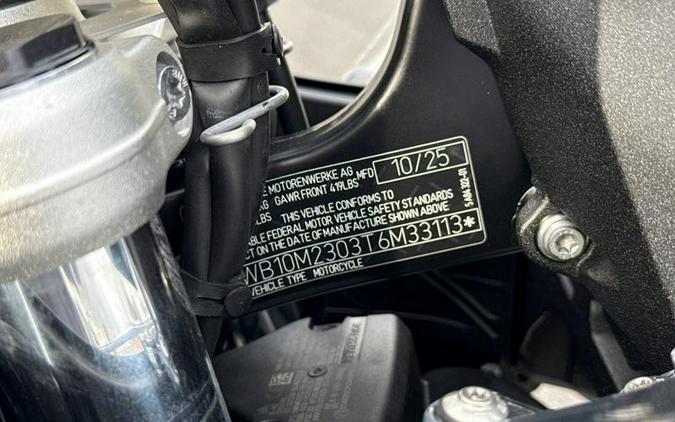 E MOTORENWERKE AG MFD 10/25
G GAWR FRONT 419LBS
LBS THIS VEHICLE CONFORMS TO
ABLE FEDERAL MOTOR VEHICLE SAFETY STANDARDS
CT ON THE DATE OF MANUFACTURE SHOWN ABOVE
WB10M2303T6M33113*
VEHICLE TYPE MOTORCYCLE